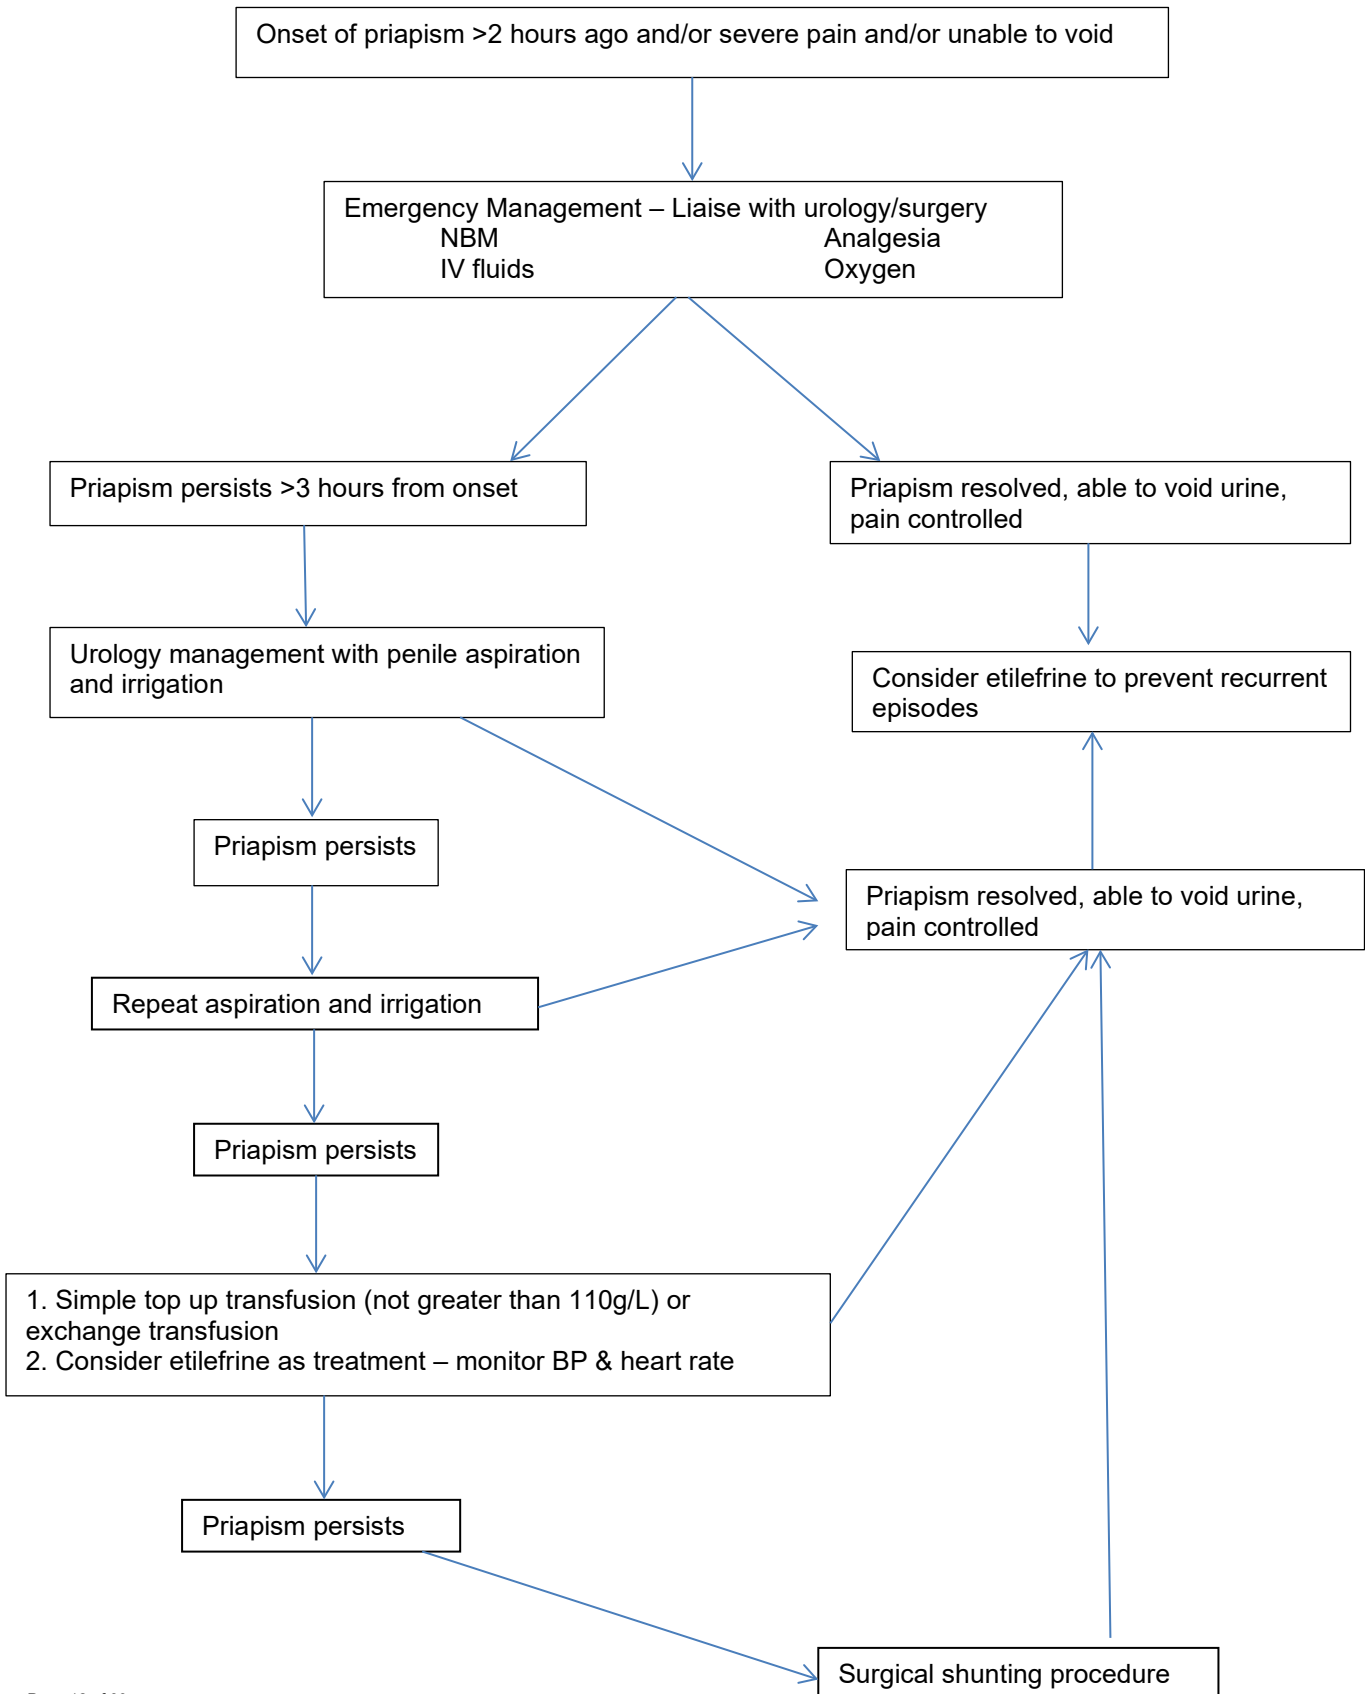 Onset of priapism >2 hours ago and/or severe pain and/or unable to void
Emergency Management – Liaise with urology/surgery
NBM Analgesia
IV fluids Oxygen
Priapism persists >3 hours from onset
Priapism resolved, able to void urine,
pain controlled
Urology management with penile aspiration
and irrigation
Consider etilefrine to prevent recurrent
episodes
Priapism persists
Priapism resolved, able to void urine,
pain controlled
Repeat aspiration and irrigation
Priapism persists
1. Simple top up transfusion (not greater than 110g/L) or
exchange transfusion
2. Consider etilefrine as treatment – monitor BP & heart rate
Priapism persists
Surgical shunting procedure